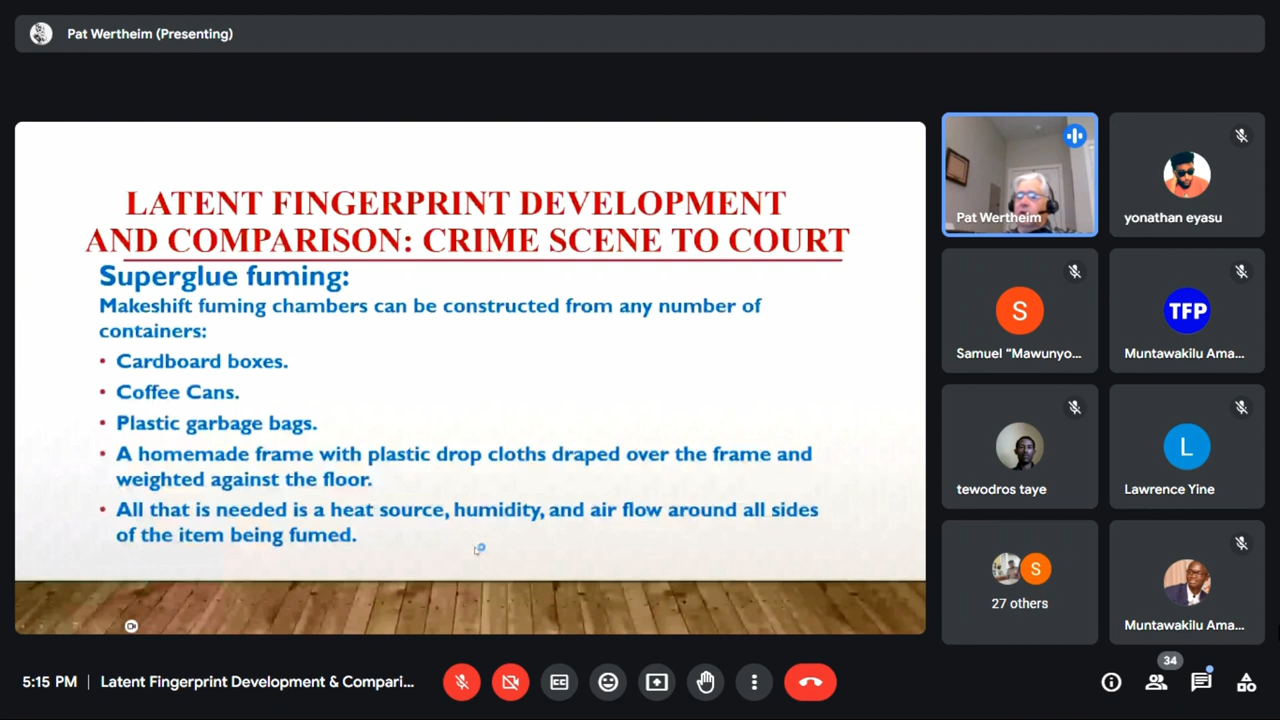 Pat Wertheim (Presenting)
LATENT FINGERPRINT DEVELOPMENT
AND COMPARISON: CRIME SCENE TO COURT
Superglue fuming:
Makeshift fuming chambers can be constructed from any number of
containers:
• Cardboard boxes.
• Coffee Cans.
• Plastic garbage bags.
• A homemade frame with plastic drop cloths draped over the frame and
weighted against the floor.
• All that is needed is a heat source, humidity, and air flow around all sides
of the item being fumed.
Pat Wertheim
yonathan eyasu
S
Samuel “Mawunyo...
TFP
Muntawakilu Ama...
tewodros taye
L
Lawrence Yine
S
27 others
Muntawakilu Ama...
5:15 PM | Latent Fingerprint Development & Compari...
CC
34